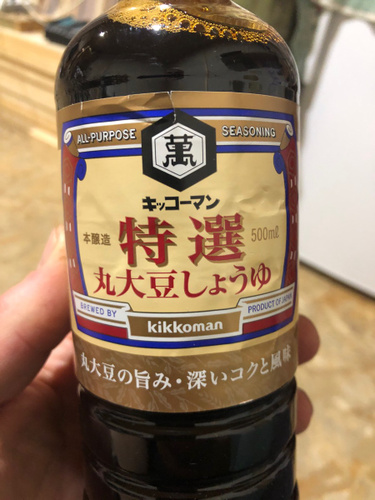 ALL-PURPOSE SEASONING
萬
キッコーマン
本醸造 特選 500ml
丸大豆しょうゆ
BREWED BY kikkoman PRODUCT OF JAPAN
丸大豆の旨み・深いコクと風味